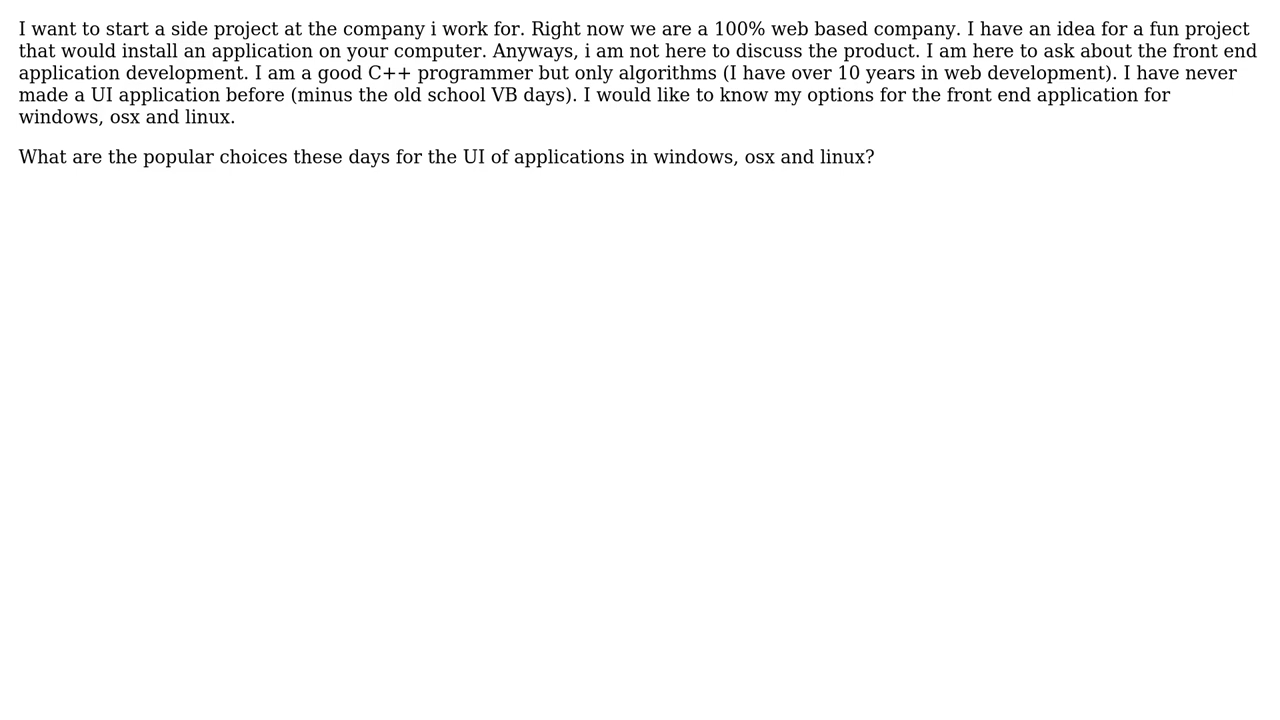 I want to start a side project at the company i work for. Right now we are a 100% web based company. I have an idea for a fun project
that would install an application on your computer. Anyways, i am not here to discuss the product. I am here to ask about the front end
application development. I am a good C++ programmer but only algorithms (I have over 10 years in web development). I have never
made a UI application before (minus the old school VB days). I would like to know my options for the front end application for
windows, osx and linux.
What are the popular choices these days for the UI of applications in windows, osx and linux?